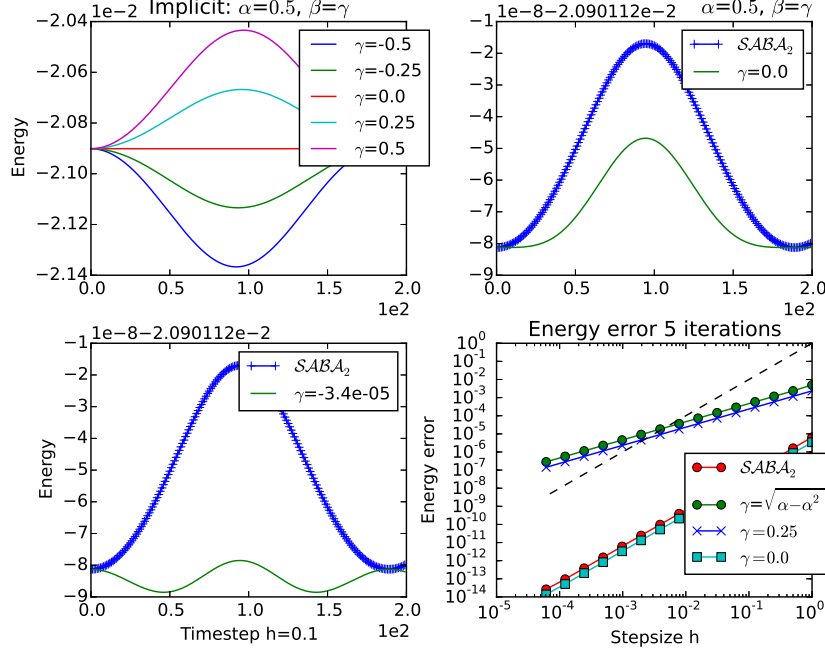 Implicit: α=0.5, β=γ
1e−2
−2.04
−2.06
−2.08
−2.10
−2.12
−2.14
Energy
γ=-0.5
γ=-0.25
γ=0.0
γ=0.25
γ=0.5
0.0 0.5 1.0 1.5 2.0
1e2
α=0.5, β=γ
1e−8−2.090112e−2
−1
−2
−3
−4
−5
−6
−7
−8
−9
SABA₂
γ=0.0
0.0 0.5 1.0 1.5 2.0
1e2
1e−8−2.090112e−2
−1
−2
−3
−4
−5
−6
−7
−8
−9
Energy
SABA₂
γ=-3.4e-05
0.0 0.5 1.0 1.5 2.0
Timestep h=0.1
1e2
Energy error 5 iterations
10⁰
10⁻¹
10⁻²
10⁻³
10⁻⁴
10⁻⁵
10⁻⁶
10⁻⁷
10⁻⁸
10⁻⁹
10⁻¹⁰
10⁻¹¹
10⁻¹²
10⁻¹³
10⁻¹⁴
Energy error
SABA₂
γ=√α−α²
γ=0.25
γ=0.0
10⁻⁵ 10⁻⁴ 10⁻³ 10⁻² 10⁻¹ 10⁰
Stepsize h